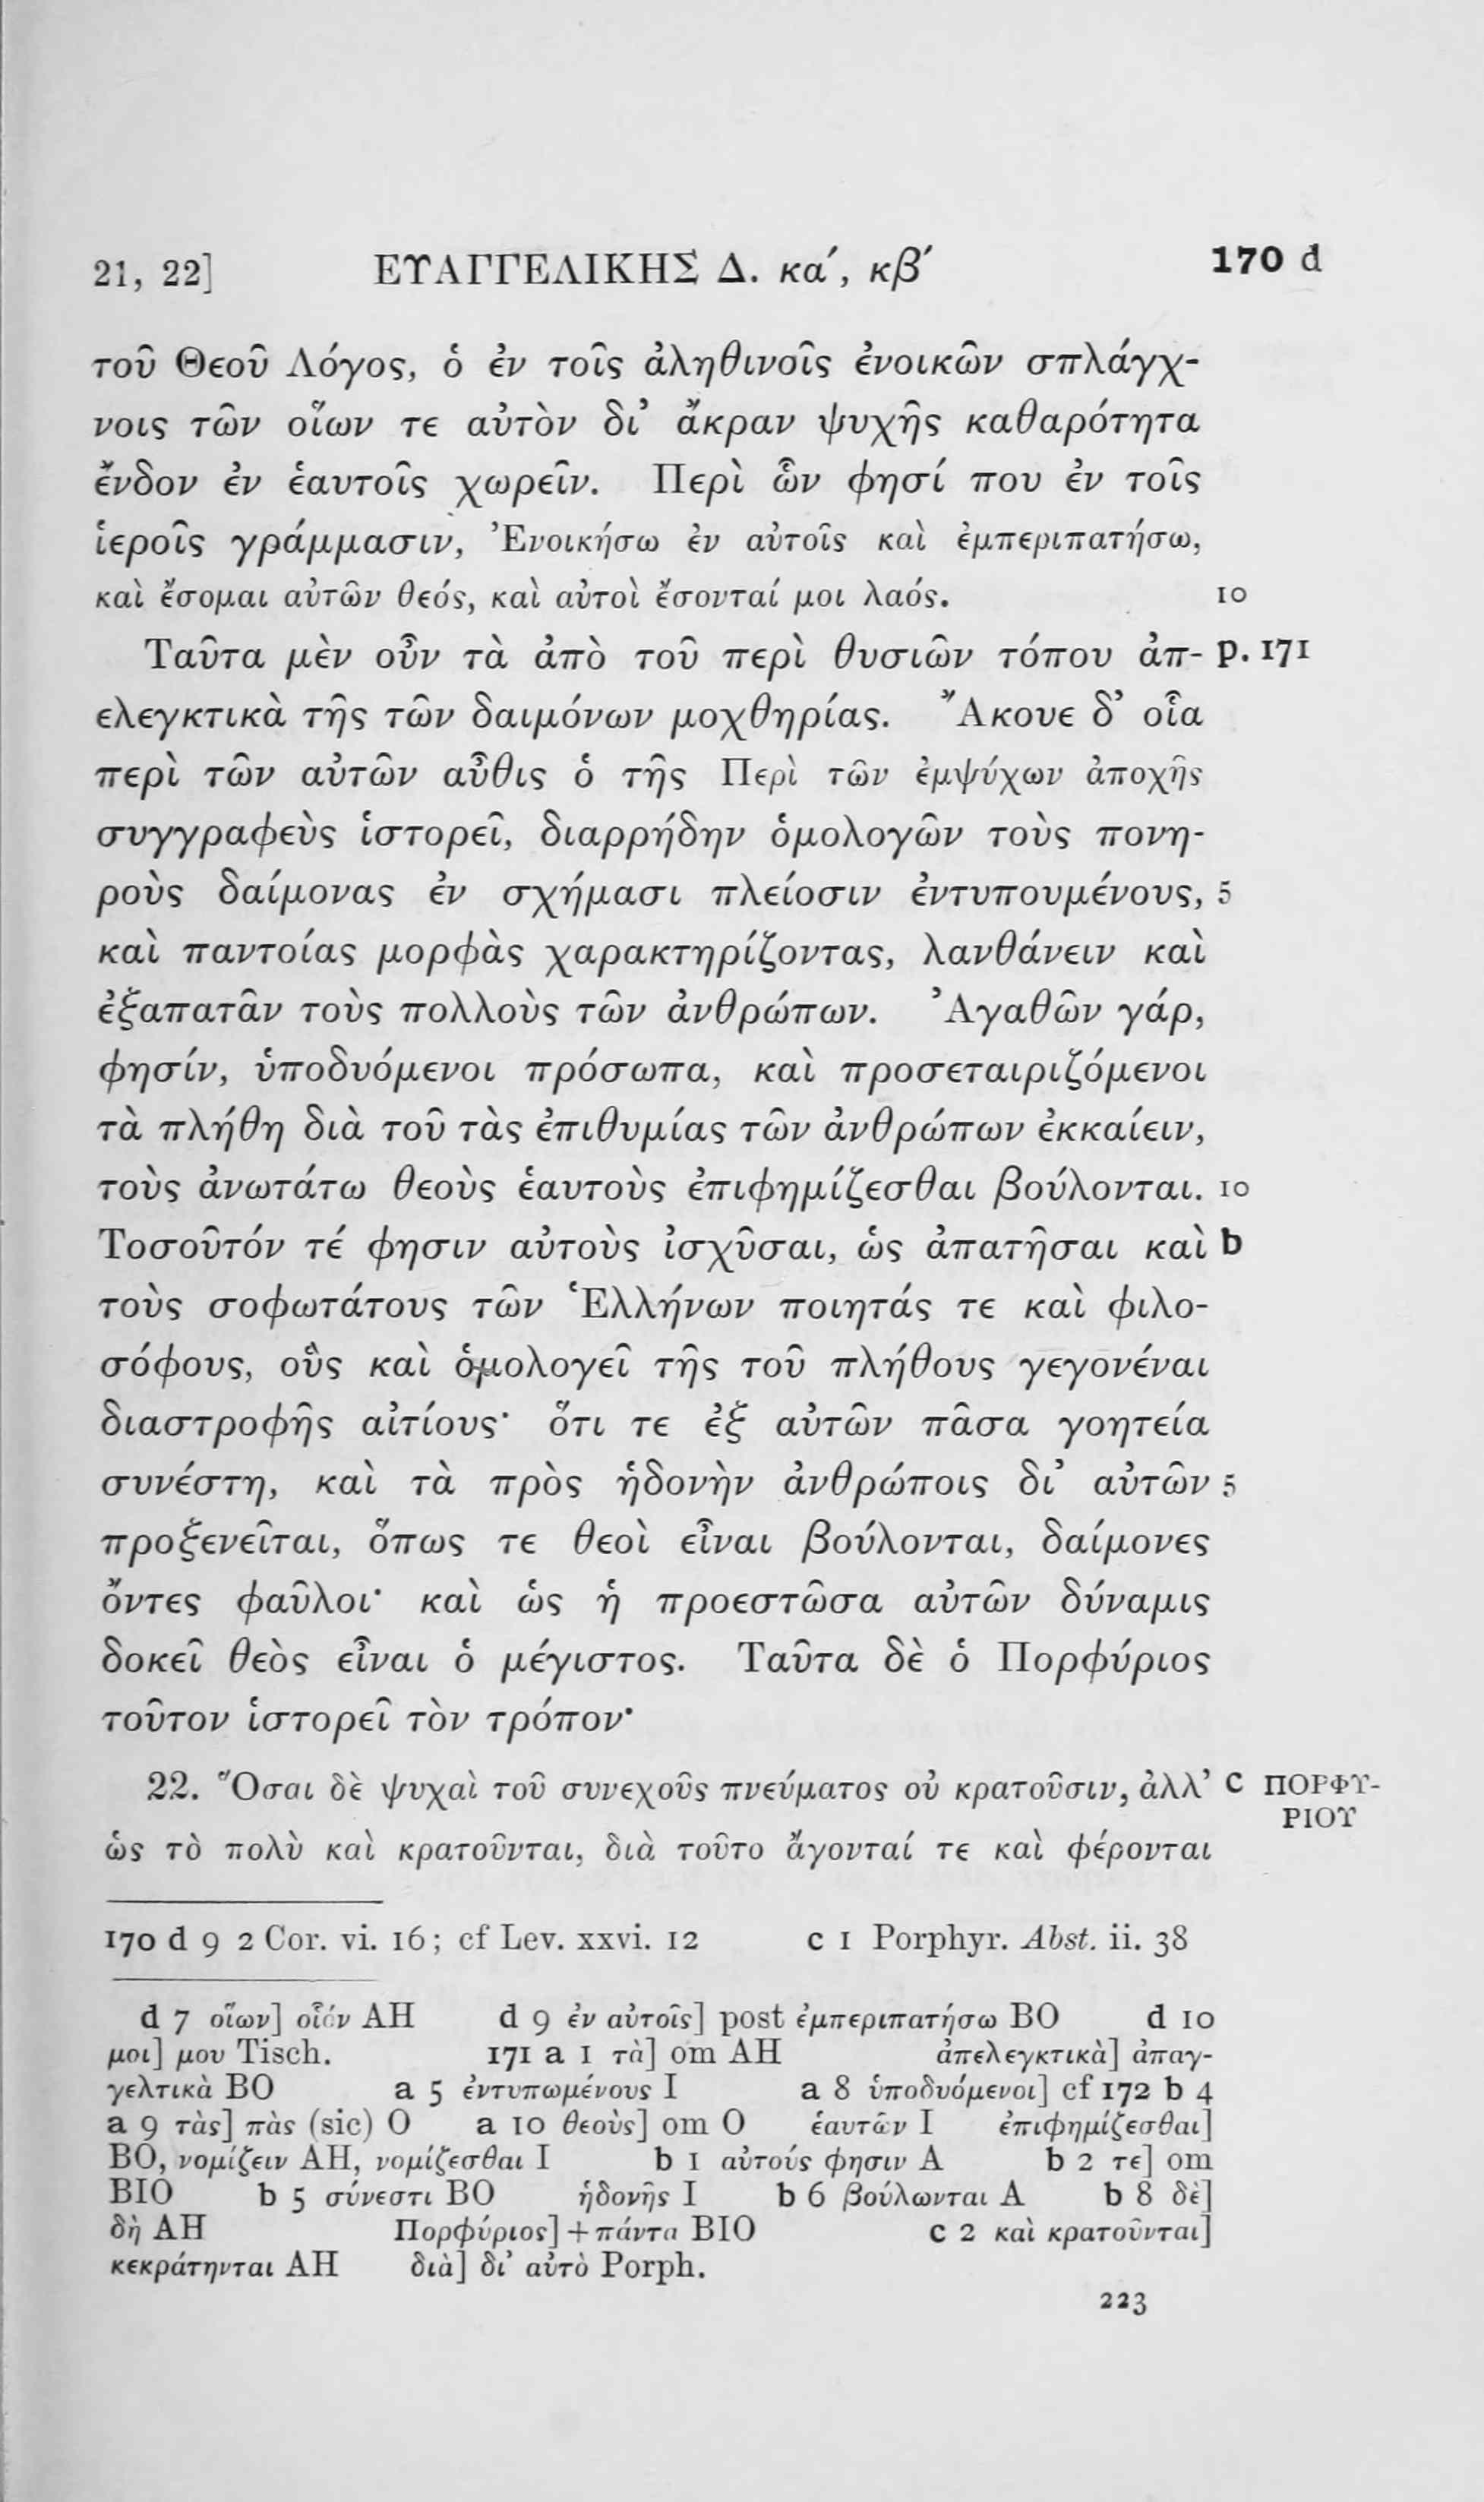 21, 22] ΕΥΑΓΓΕΛΙΚΗΣ Δ. κα΄, κβ΄ 170 d
τοῦ Θεοῦ Λόγος, ὁ ἐν τοῖς ἀληθινοῖς ἐνοικῶν σπλάγχ-
νοις τῶν οἵων τε αὐτὸν δι’ ἄκραν ψυχῆς καθαρότητα
ἔνδον ἐν ἑαυτοῖς χωρεῖν. Περὶ ὧν φησί που ἐν τοῖς
ἱεροῖς γράμμασιν, Ἐνοικήσω ἐν αὐτοῖς καὶ ἐμπεριπατήσω,
καὶ ἔσομαι αὐτῶν θεός, καὶ αὐτοὶ ἔσονταί μοι λαός. 10
Ταῦτα μὲν οὖν τὰ ἀπὸ τοῦ περὶ θυσιῶν τόπου ἀπ- p. 171
ελεγκτικὰ τῆς τῶν δαιμόνων μοχθηρίας. Ἄκουε δ’ οἷα
περὶ τῶν αὐτῶν αὖθις ὁ τῆς Περὶ τῶν ἐμψύχων ἀποχῆς
συγγραφεὺς ἱστορεῖ, διαρρήδην ὁμολογῶν τοὺς πονη-
ροὺς δαίμονας ἐν σχήμασι πλείοσιν ἐντυπουμένους, 5
καὶ παντοίας μορφὰς χαρακτηρίζοντας, λανθάνειν καὶ
ἐξαπατᾶν τοὺς πολλοὺς τῶν ἀνθρώπων. Ἀγαθῶν γάρ,
φησίν, ὑποδυόμενοι πρόσωπα, καὶ προσεταιριζόμενοι
τὰ πλήθη διὰ τοῦ τὰς ἐπιθυμίας τῶν ἀνθρώπων ἐκκαίειν,
τοὺς ἀνωτάτω θεοὺς ἑαυτοὺς ἐπιφημίζεσθαι βούλονται. 10
Τοσοῦτόν τέ φησιν αὐτοὺς ἰσχῦσαι, ὡς ἀπατῆσαι καὶ b
τοὺς σοφωτάτους τῶν Ἑλλήνων ποιητάς τε καὶ φιλο-
σόφους, οὓς καὶ ὁμολογεῖ τῆς τοῦ πλήθους γεγονέναι
διαστροφῆς αἰτίους· ὅτι τε ἐξ αὐτῶν πᾶσα γοητεία
συνέστη, καὶ τὰ πρὸς ἡδονὴν ἀνθρώποις δι’ αὐτῶν 5
προξενεῖται, ὅπως τε θεοὶ εἶναι βούλονται, δαίμονες
ὄντες φαῦλοι· καὶ ὡς ἡ προεστῶσα αὐτῶν δύναμις
δοκεῖ θεὸς εἶναι ὁ μέγιστος. Ταῦτα δὲ ὁ Πορφύριος
τοῦτον ἱστορεῖ τὸν τρόπον·
22. Ὅσαι δὲ ψυχαὶ τοῦ συνεχοῦς πνεύματος οὐ κρατοῦσιν, ἀλλ’ c ΠΟΡΦΥ-
ΡΙΟΥ
ὡς τὸ πολὺ καὶ κρατοῦνται, διὰ τοῦτο ἄγονταί τε καὶ φέρονται
170 d 9 2 Cor. vi. 16; cf Lev. xxvi. 12 c 1 Porphyr. Abst. ii. 38
d 7 οἵων] οἷόν AH d 9 ἐν αὐτοῖς] post ἐμπεριπατήσω BO d 10
μοι] μου Tisch. 171 a 1 τὰ] om AH ἀπελεγκτικὰ] ἀπαγ-
γελτικὰ BO a 5 ἐντυπωμένους I a 8 ὑποδυόμενοι] cf 172 b 4
a 9 τὰς] πὰς (sic) O a 10 θεοὺς] om O ἑαυτῶν I ἐπιφημίζεσθαι]
BO, νομίζειν AH, νομίζεσθαι I b 1 αὐτούς φησιν A b 2 τε] om
BIO b 5 σύνεστι BO ἡδονῆς I b 6 βούλωνται A b 8 δὲ]
δὴ AH Πορφύριος] + πάντα BIO c 2 καὶ κρατοῦνται]
κεκράτηνται AH διὰ] δι’ αὐτὸ Porph.
223